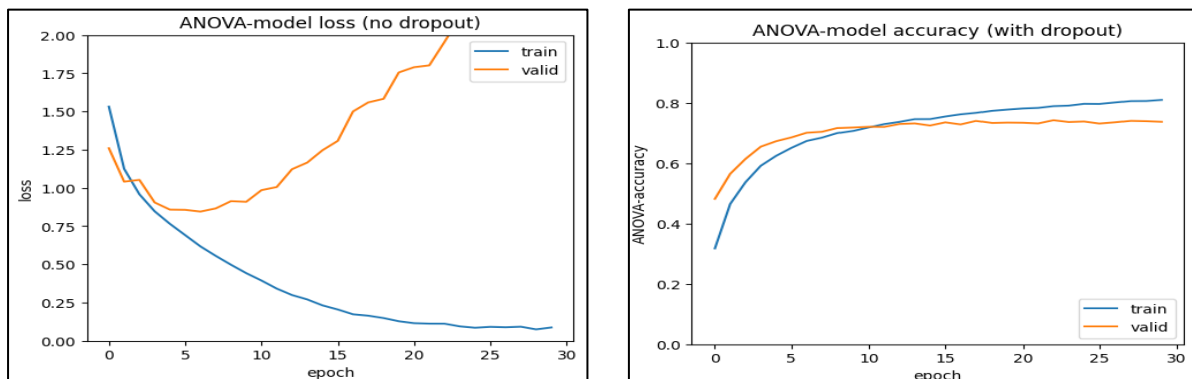 ANOVA-model loss (no dropout)
2.00
1.75
1.50
1.25
1.00
0.75
0.50
0.25
0.00
loss
train
valid
0 5 10 15 20 25 30
epoch
ANOVA-model accuracy (with dropout)
1.0
0.8
0.6
0.4
0.2
0.0
ANOVA-accuracy
train
valid
0 5 10 15 20 25 30
epoch